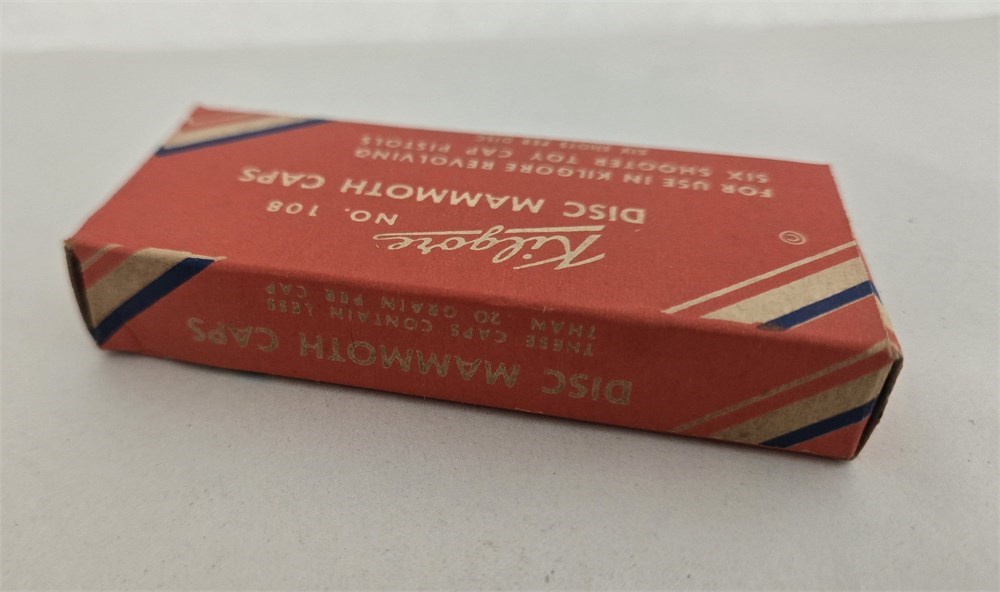 ©
Kilgore
NO. 108
DISC MAMMOTH CAPS
FOR USE IN KILGORE REVOLVING
SIX SHOOTER TOY CAP PISTOLS
SIX SHOTS PER DISC
DISC MAMMOTH CAPS
THESE CAPS CONTAIN LESS
THAN .20 GRAIN PER CAP